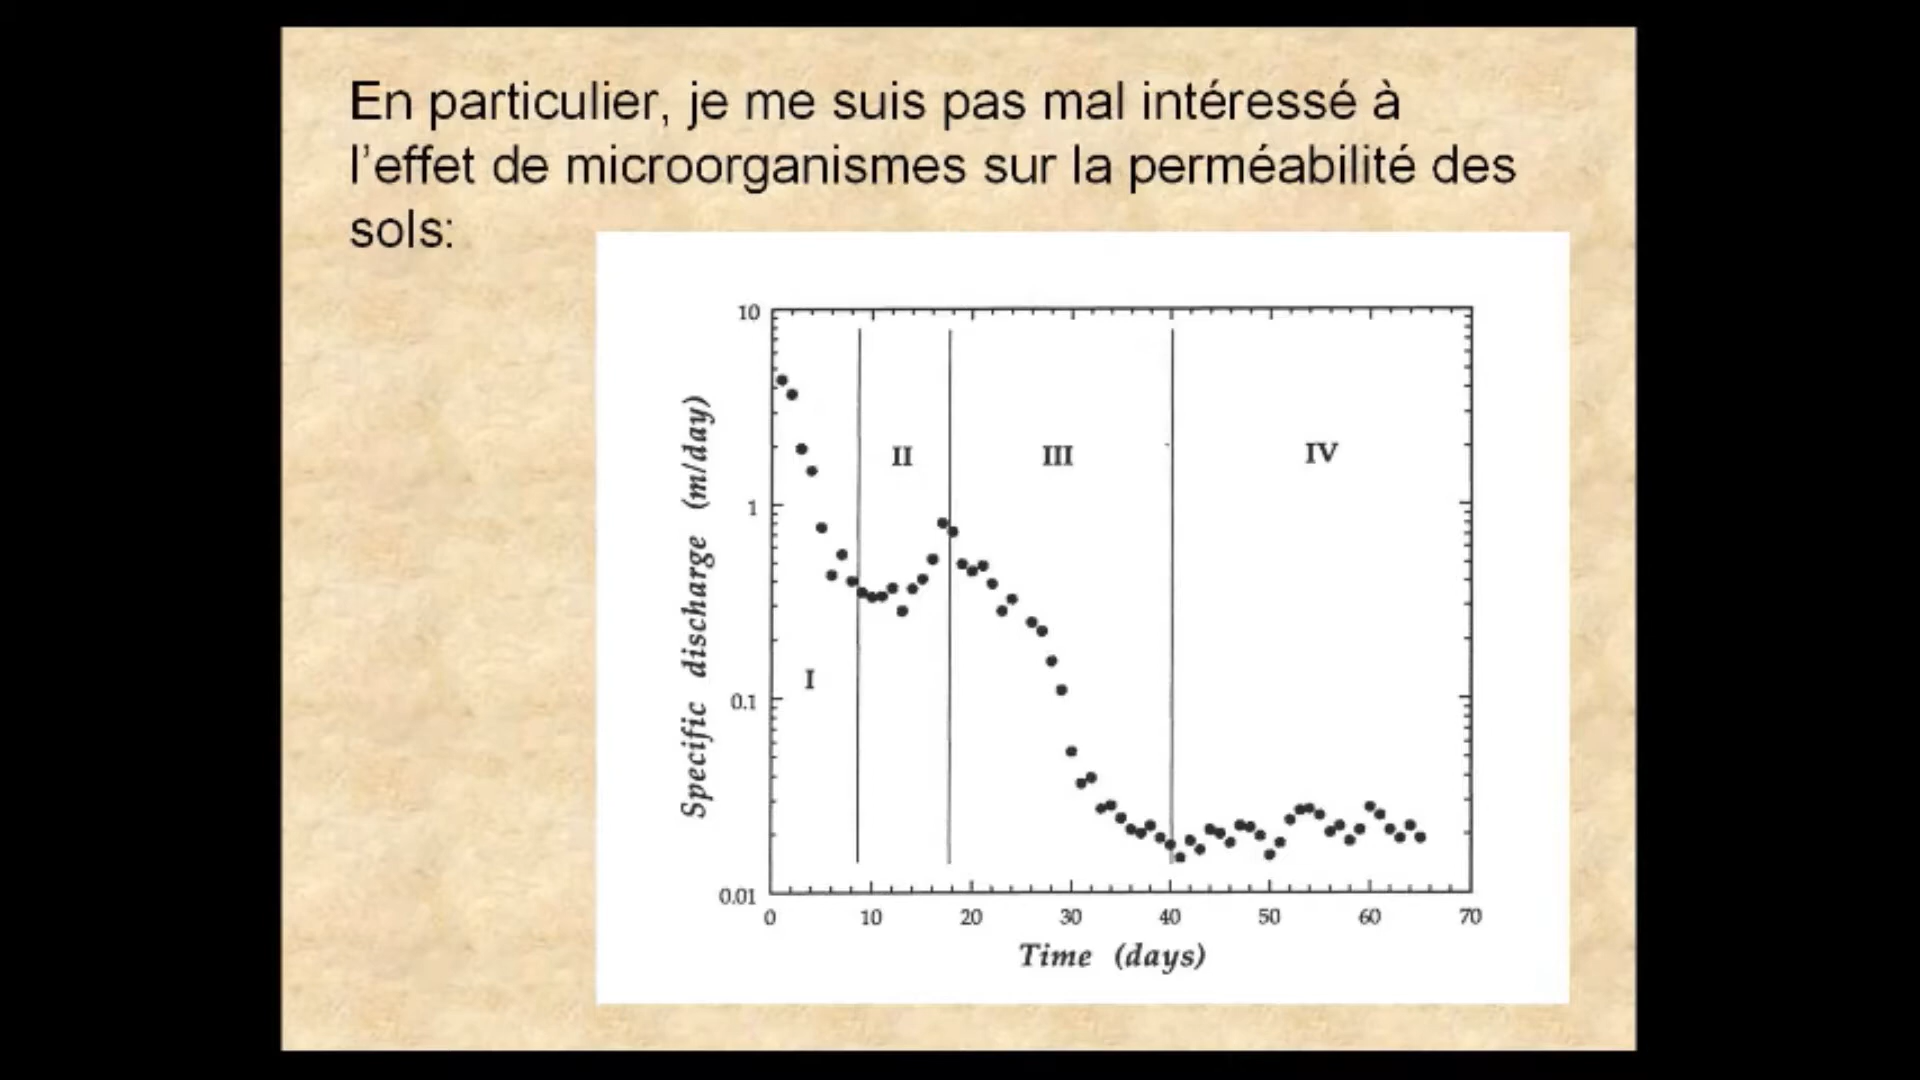 En particulier, je me suis pas mal intéressé à
l'effet de microorganismes sur la perméabilité des
sols:
10
1
0.1
0.01
Specific discharge (m/day)
I
II
III
IV
0 10 20 30 40 50 60 70
Time (days)